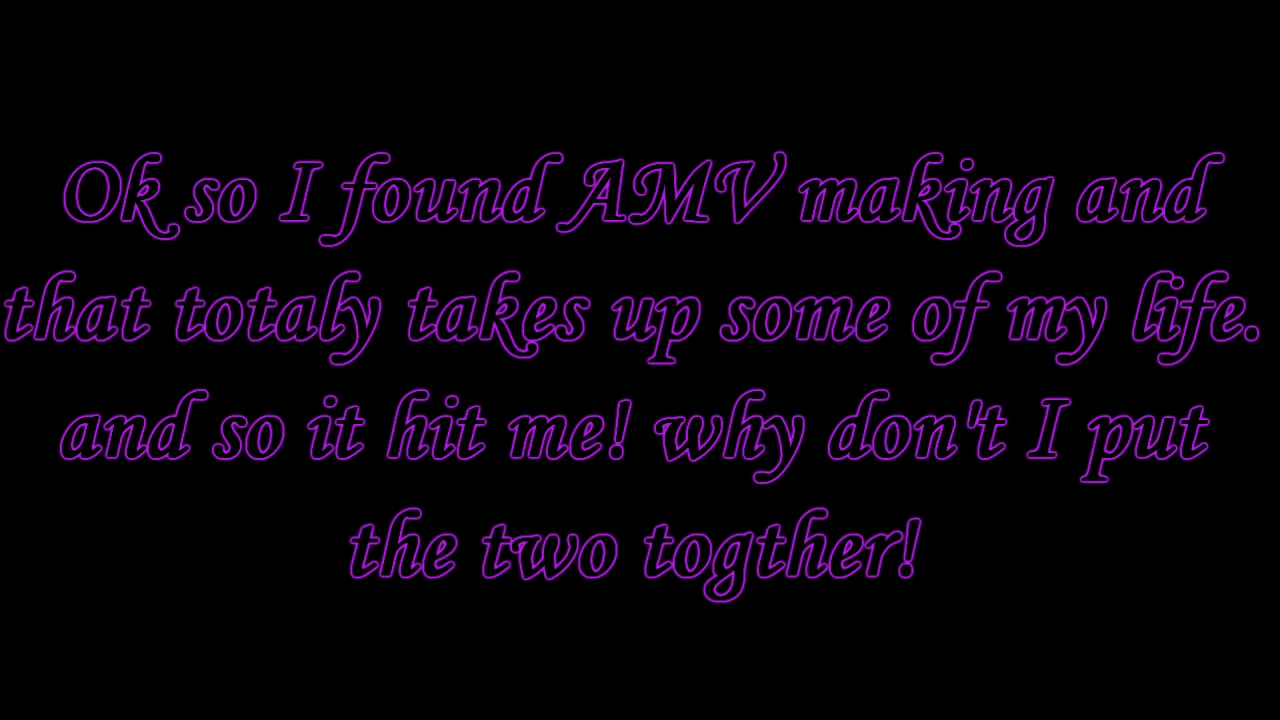 Ok so I found AMV making and
that totaly takes up some of my life.
and so it hit me! why don't I put
the two togther!